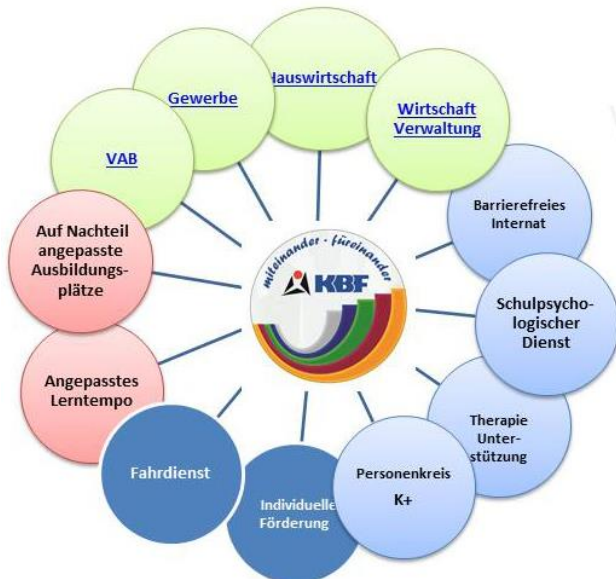 Hauswirtschaft
Gewerbe
Wirtschaft
Verwaltung
VAB
Barrierefreies
Internat
Auf Nachteil
angepasste
Ausbildungs-
plätze
miteinander - füreinander
KBF
Schulpsycho-
logischer
Dienst
Angepasstes
Lerntempo
Therapie
Unter-
stützung
Fahrdienst
Personenkreis
K+
Individuelle
Förderung